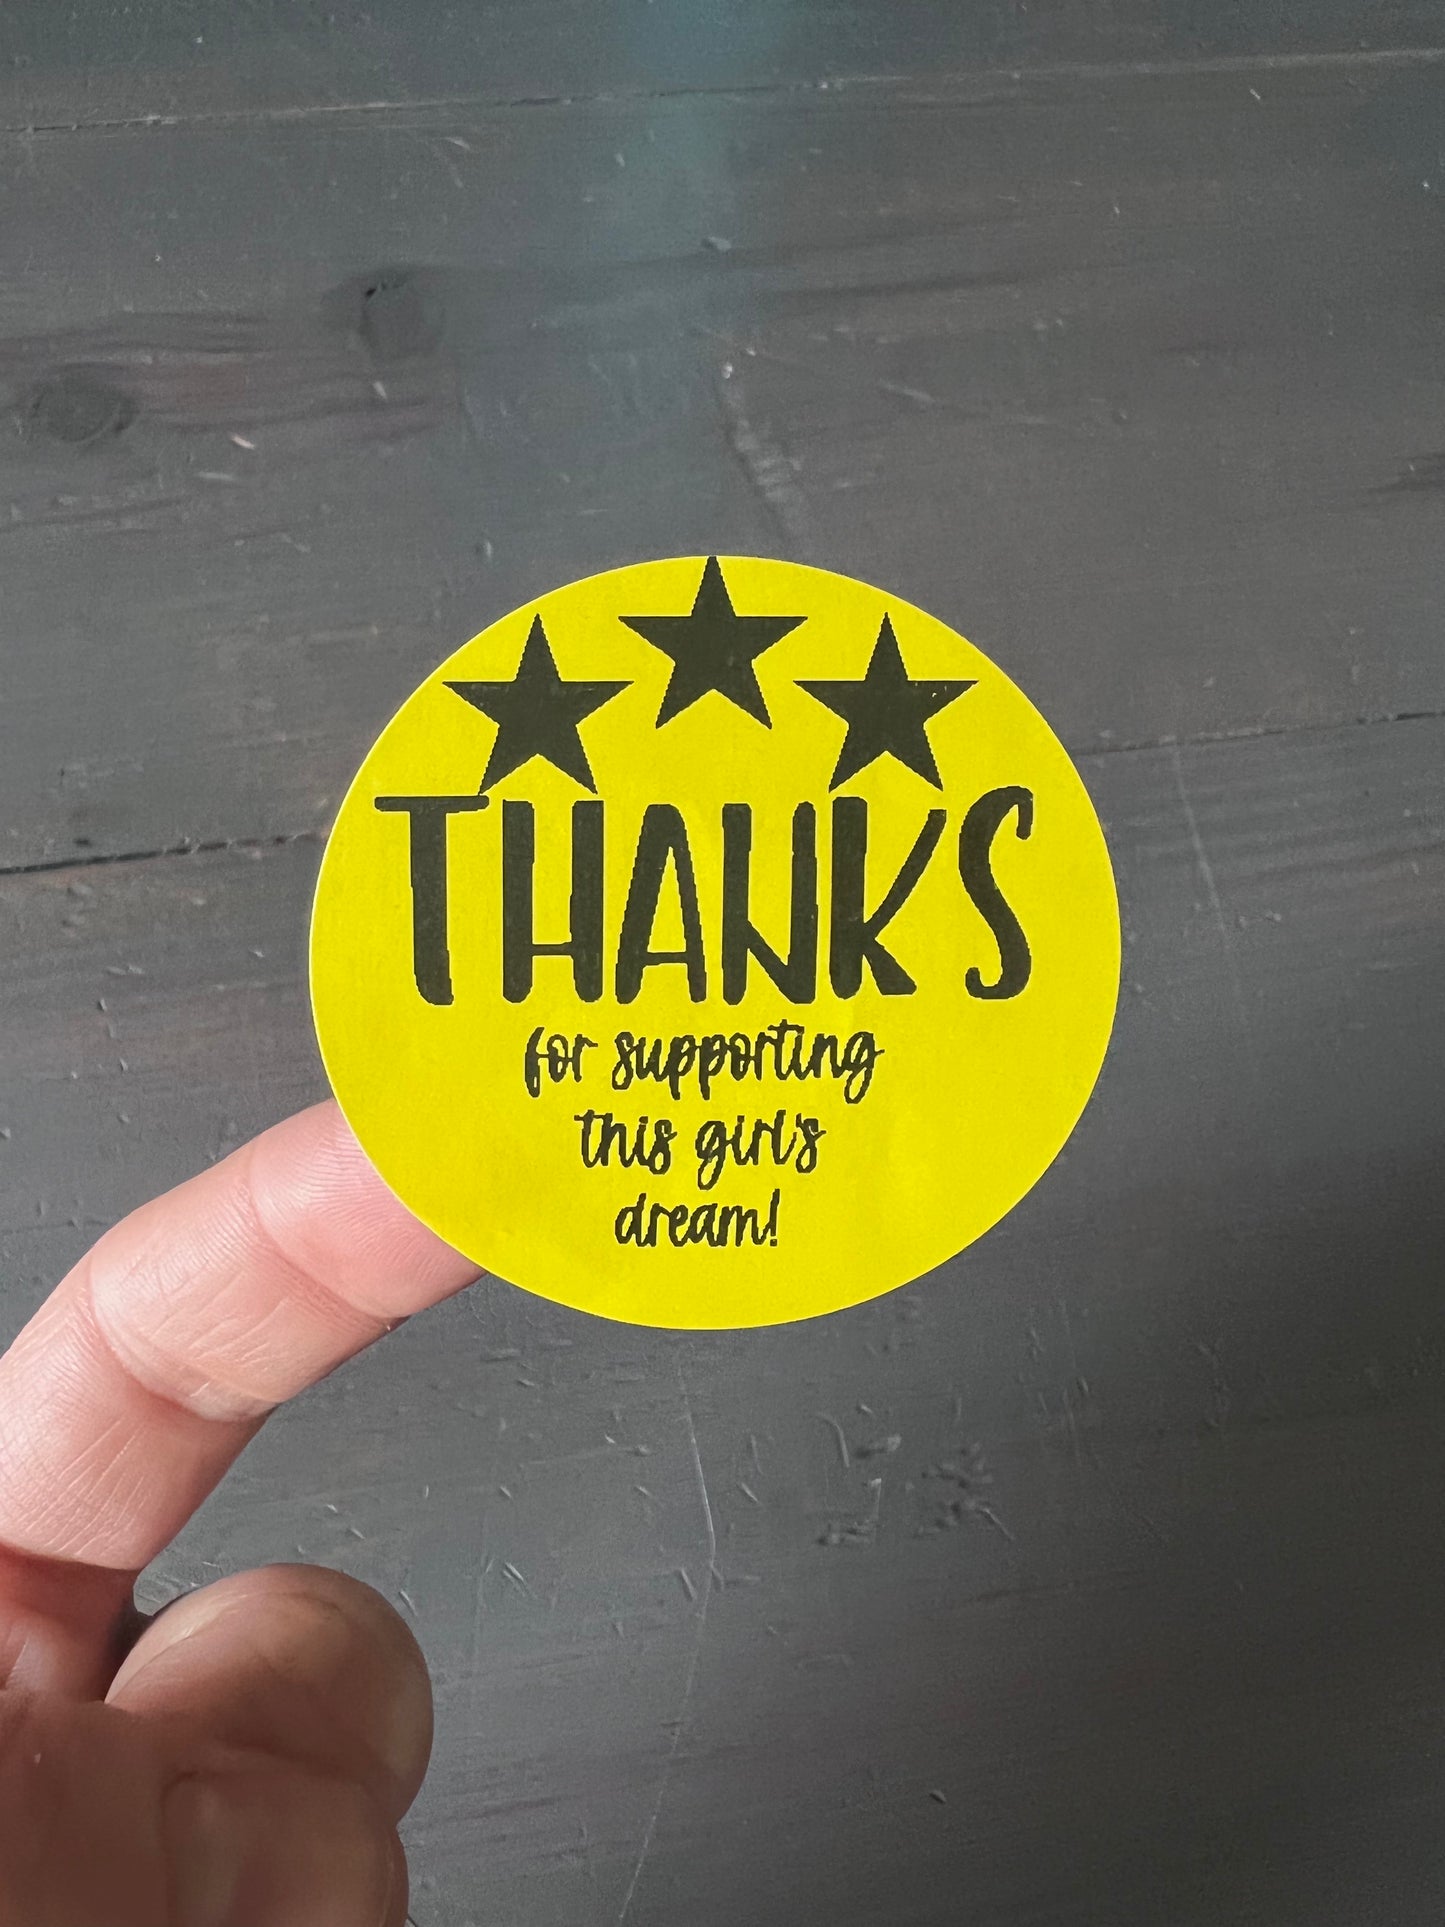 THANKS
for supporting
this girl's
dream!